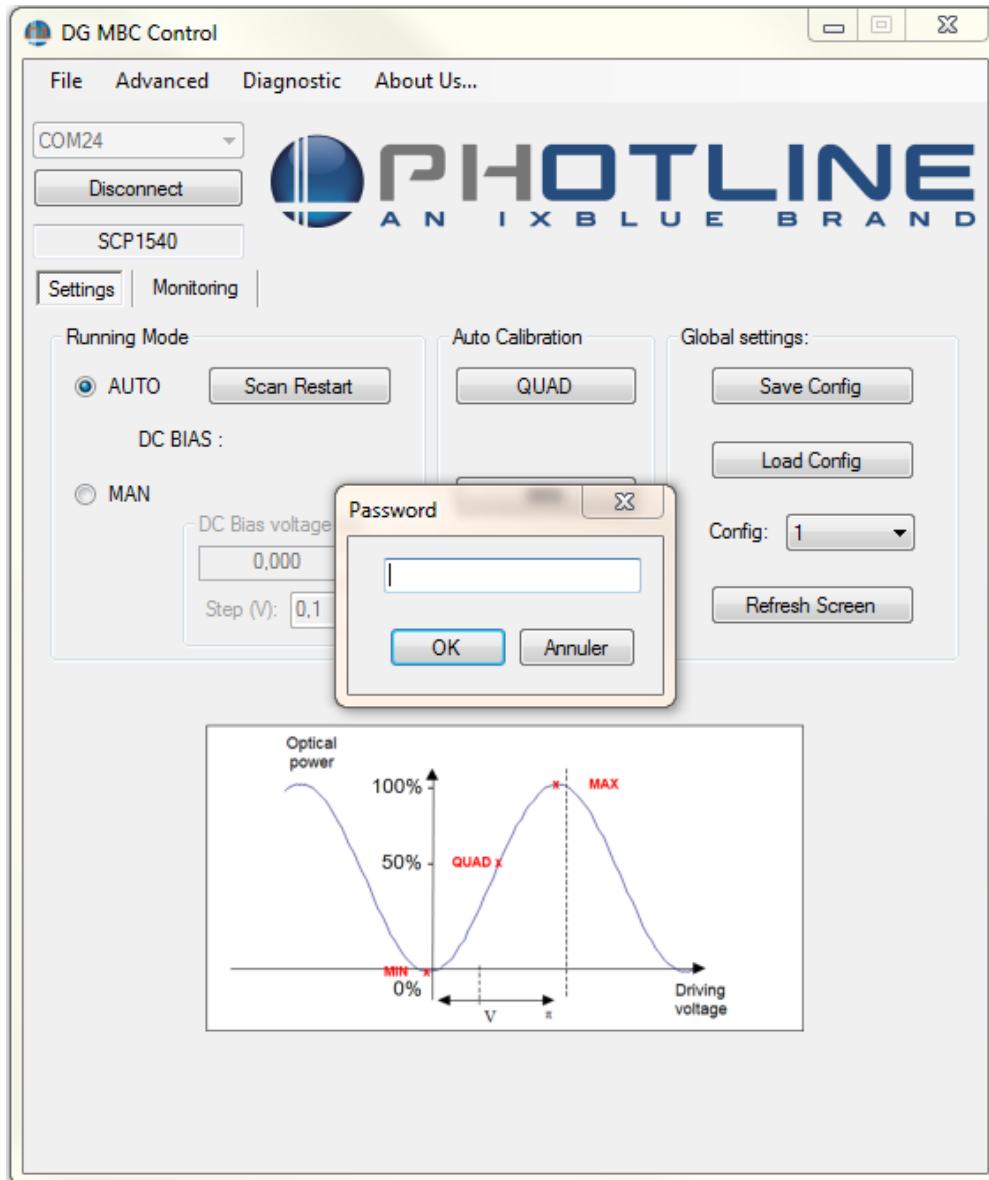 DG MBC Control
File Advanced Diagnostic About Us...
COM24
Disconnect
SCP1540
PHOTLINE
AN IXBLUE BRAND
Settings Monitoring
Running Mode
AUTO Scan Restart
DC BIAS :
MAN
DC Bias voltage
0,000
Step (V): 0,1
Auto Calibration
QUAD
Global settings:
Save Config
Load Config
Config: 1
Refresh Screen
Password
OK Annuler
Optical
power
100%
MAX
50%
QUAD x
MIN x
0%
V π
Driving
voltage